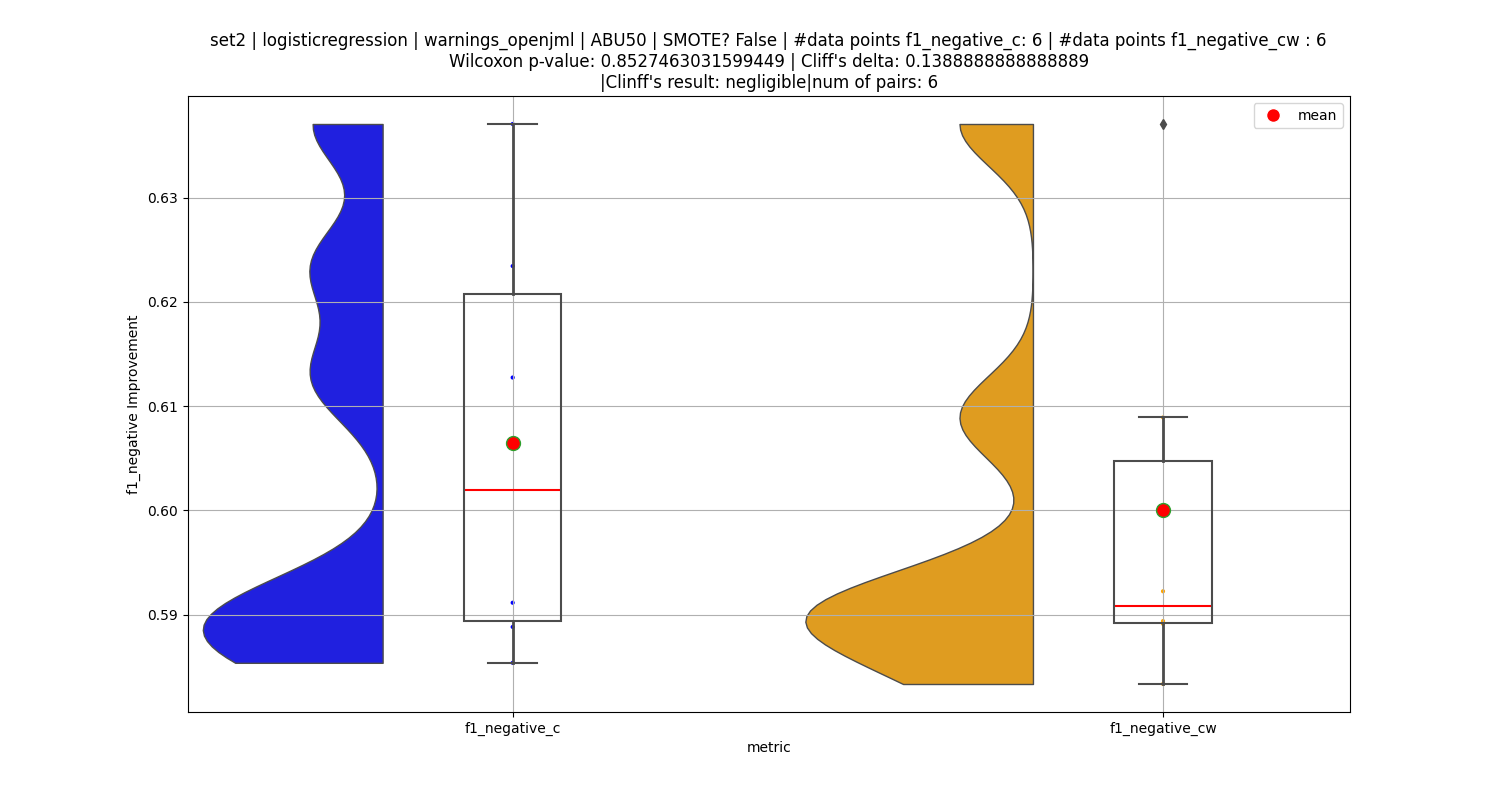 set2 | logisticregression | warnings_openjml | ABU50 | SMOTE? False | #data points f1_negative_c: 6 | #data points f1_negative_cw : 6
Wilcoxon p-value: 0.8527463031599449 | Cliff's delta: 0.1388888888888889
|Clinff's result: negligible|num of pairs: 6
mean
0.63
0.62
0.61
0.60
0.59
f1_negative Improvement
f1_negative_c
f1_negative_cw
metric